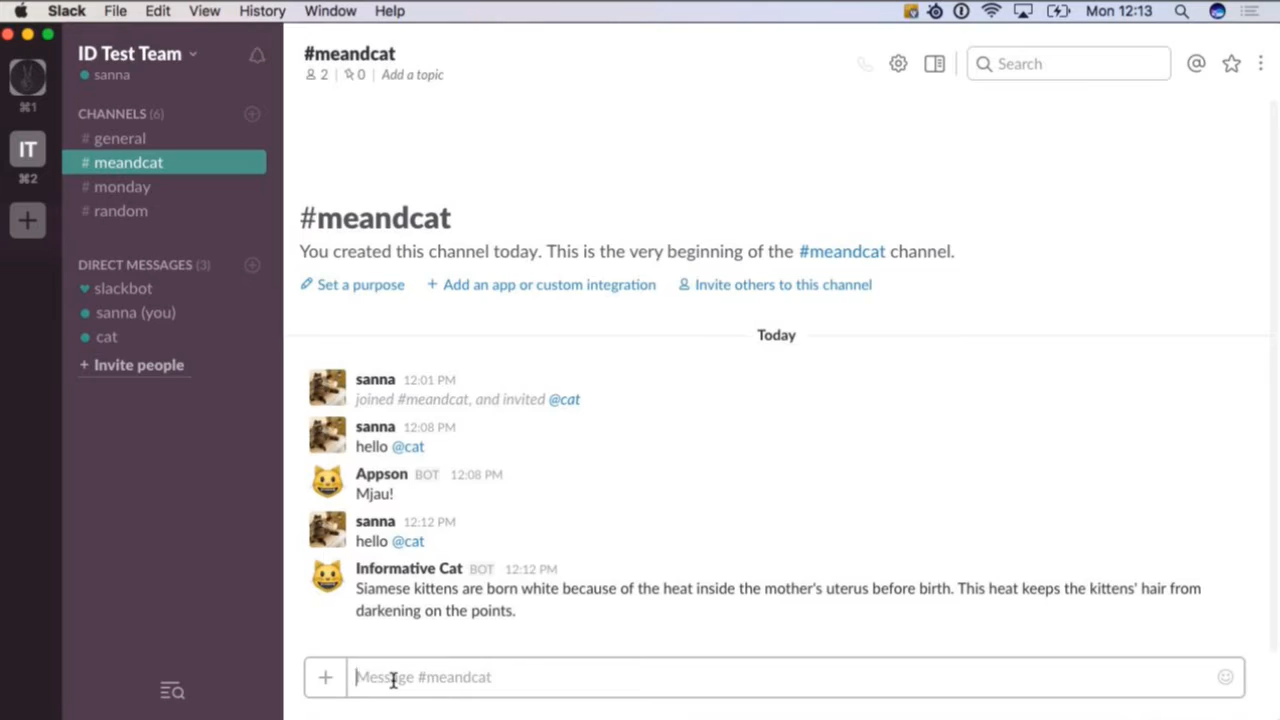 Slack File Edit View History Window Help Mon 12:13
ID Test Team
sanna
⌘1
IT
⌘2
CHANNELS (6)
# general
# meandcat
# monday
# random
DIRECT MESSAGES (3)
slackbot
sanna (you)
cat
+ Invite people
#meandcat
2 | 0 | Add a topic
Search
#meandcat
You created this channel today. This is the very beginning of the #meandcat channel.
Set a purpose + Add an app or custom integration Invite others to this channel
Today
sanna 12:01 PM
joined #meandcat, and invited @cat
sanna 12:08 PM
hello @cat
Appson BOT 12:08 PM
Mjau!
sanna 12:12 PM
hello @cat
Informative Cat BOT 12:12 PM
Siamese kittens are born white because of the heat inside the mother's uterus before birth. This heat keeps the kittens' hair from
darkening on the points.
Message #meandcat